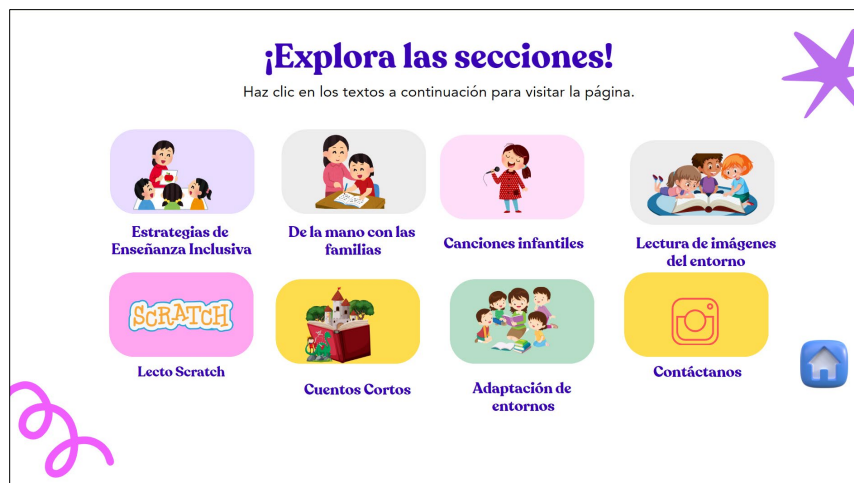 ¡Explora las secciones!
Haz clic en los textos a continuación para visitar la página.
Estrategias de
Enseñanza Inclusiva
De la mano con las
familias
Canciones infantiles
Lectura de imágenes
del entorno
SCRATCH
Lecto Scratch
Cuentos Cortos
Adaptación de
entornos
Contáctanos